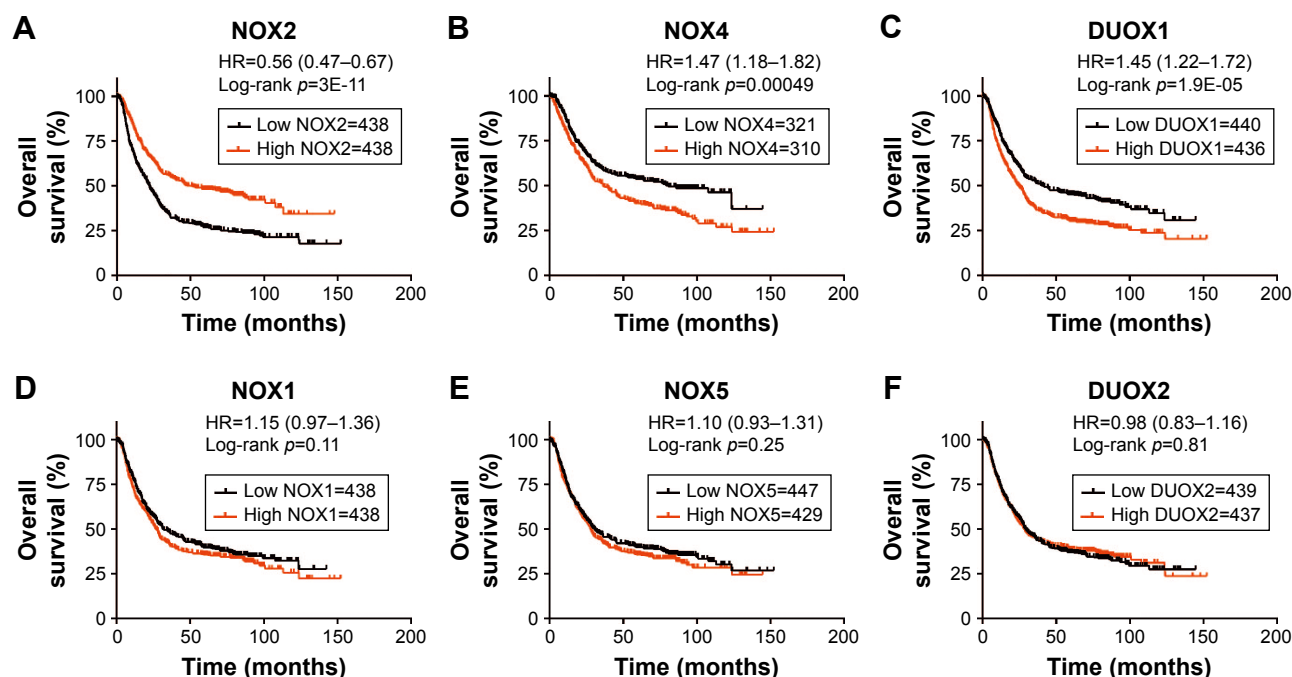 A
NOX2
HR=0.56 (0.47–0.67)
Log-rank p=3E-11
Low NOX2=438
High NOX2=438
Overall
survival (%)
100
75
50
25
0
0 50 100 150 200
Time (months)
B
NOX4
HR=1.47 (1.18–1.82)
Log-rank p=0.00049
Low NOX4=321
High NOX4=310
Overall
survival (%)
100
75
50
25
0
0 50 100 150 200
Time (months)
C
DUOX1
HR=1.45 (1.22–1.72)
Log-rank p=1.9E-05
Low DUOX1=440
High DUOX1=436
Overall
survival (%)
100
75
50
25
0
0 50 100 150 200
Time (months)
D
NOX1
HR=1.15 (0.97–1.36)
Log-rank p=0.11
Low NOX1=438
High NOX1=438
Overall
survival (%)
100
75
50
25
0
0 50 100 150 200
Time (months)
E
NOX5
HR=1.10 (0.93–1.31)
Log-rank p=0.25
Low NOX5=447
High NOX5=429
Overall
survival (%)
100
75
50
25
0
0 50 100 150 200
Time (months)
F
DUOX2
HR=0.98 (0.83–1.16)
Log-rank p=0.81
Low DUOX2=439
High DUOX2=437
Overall
survival (%)
100
75
50
25
0
0 50 100 150 200
Time (months)